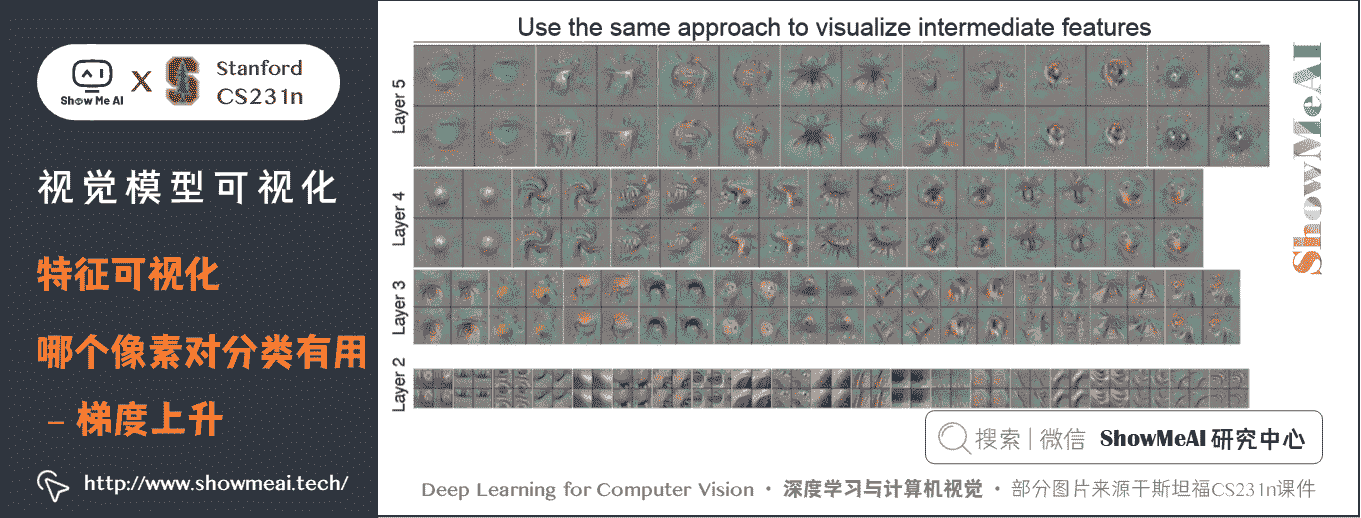 Show Me AI
X
S
Stanford
CS231n
视觉模型可视化
特征可视化
哪个像素对分类有用
– 梯度上升
http://www.showmeai.tech/
Use the same approach to visualize intermediate features
Layer 5
Layer 4
Layer 3
Layer 2
ShowMeAI
搜索 | 微信 ShowMeAI 研究中心
Deep Learning for Computer Vision · 深度学习与计算机视觉 · 部分图片来源于斯坦福CS231n课件